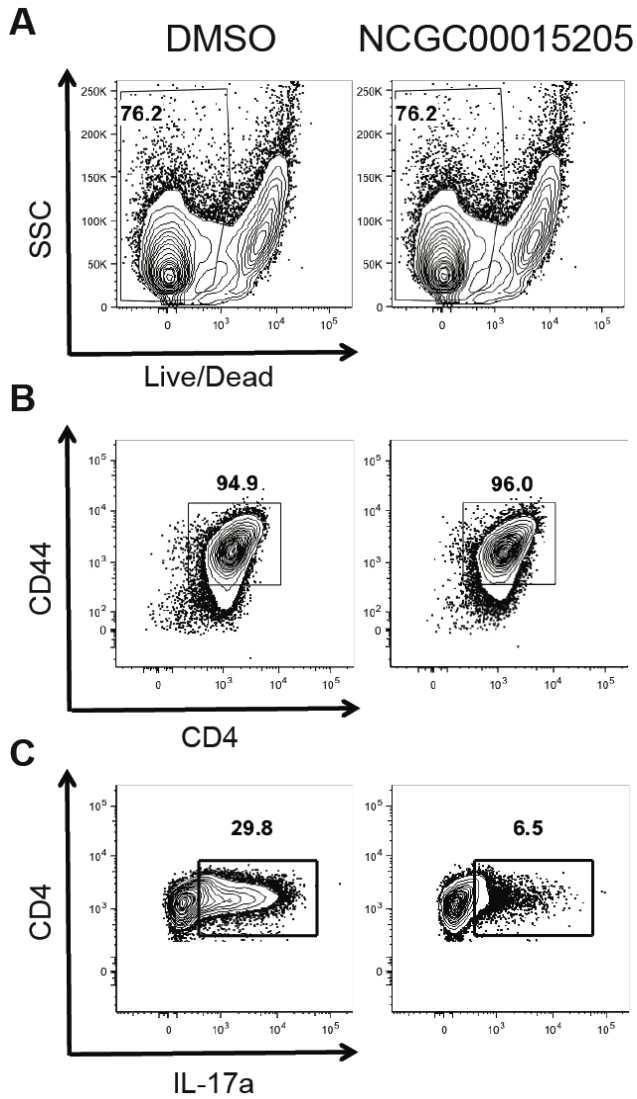 A
DMSO NCGC00015205
250K 250K
76.2 76.2
200K 200K
150K 150K
SSC
100K 100K
50K 50K
0 0
0 10³ 10⁴ 10⁵ 0 10³ 10⁴ 10⁵
Live/Dead
B
10⁵ 10⁵
94.9 96.0
10⁴ 10⁴
CD44
10³ 10³
10² 10²
0 0
0 10³ 10⁴ 10⁵ 0 10³ 10⁴ 10⁵
CD4
C
10⁵ 10⁵
29.8 6.5
10⁴ 10⁴
CD4
10³ 10³
0 0
0 10³ 10⁴ 10⁵ 0 10³ 10⁴ 10⁵
IL-17a